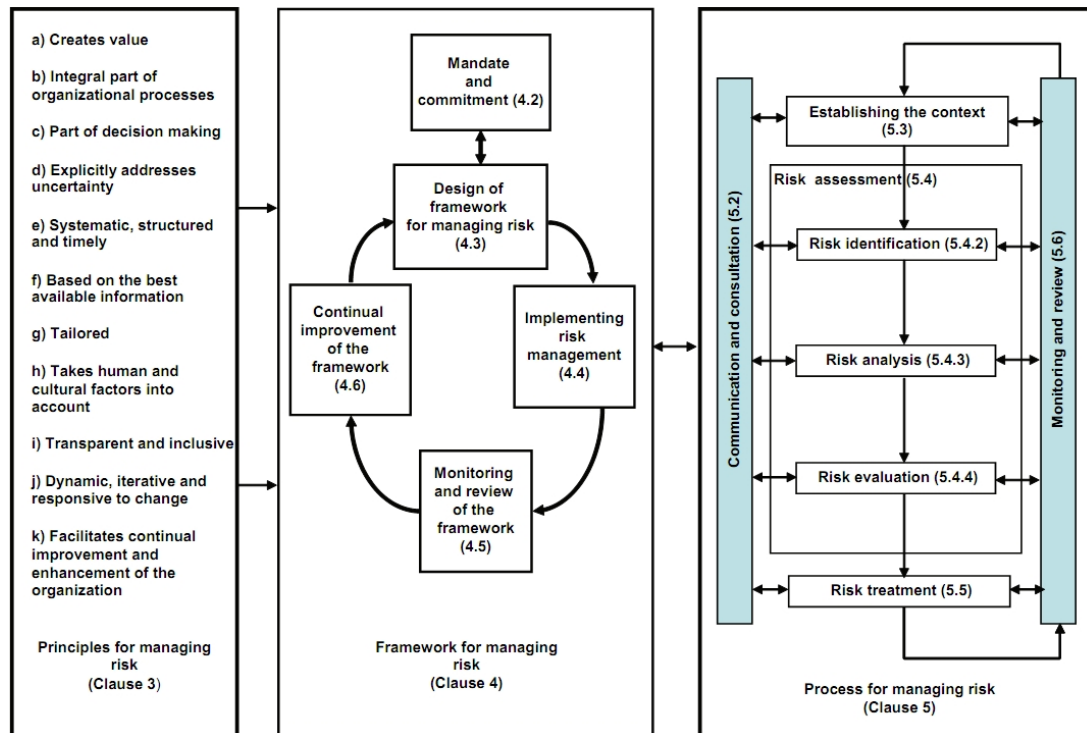 a) Creates value
b) Integral part of
organizational processes
c) Part of decision making
d) Explicitly addresses
uncertainty
e) Systematic, structured
and timely
f) Based on the best
available information
g) Tailored
h) Takes human and
cultural factors into
account
i) Transparent and inclusive
j) Dynamic, iterative and
responsive to change
k) Facilitates continual
improvement and
enhancement of the
organization
Principles for managing
risk
(Clause 3)
Mandate
and
commitment (4.2)
Design of
framework
for managing risk
(4.3)
Continual
improvement
of the
framework
(4.6)
Implementing
risk
management
(4.4)
Monitoring
and review
of the
framework
(4.5)
Framework for managing
risk
(Clause 4)
Communication and consultation (5.2)
Establishing the context
(5.3)
Risk assessment (5.4)
Risk identification (5.4.2)
Risk analysis (5.4.3)
Risk evaluation (5.4.4)
Risk treatment (5.5)
Monitoring and review (5.6)
Process for managing risk
(Clause 5)